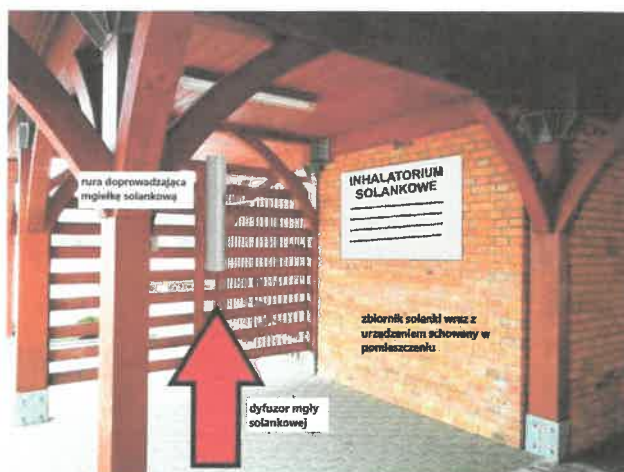 rura doprowadzająca
mgiełkę solankową
INHALATORIUM
SOLANKOWE
zbiornik solanki wraz z
urządzeniem schowany w
pomieszczeniu
dyfuzor mgły
solankowej